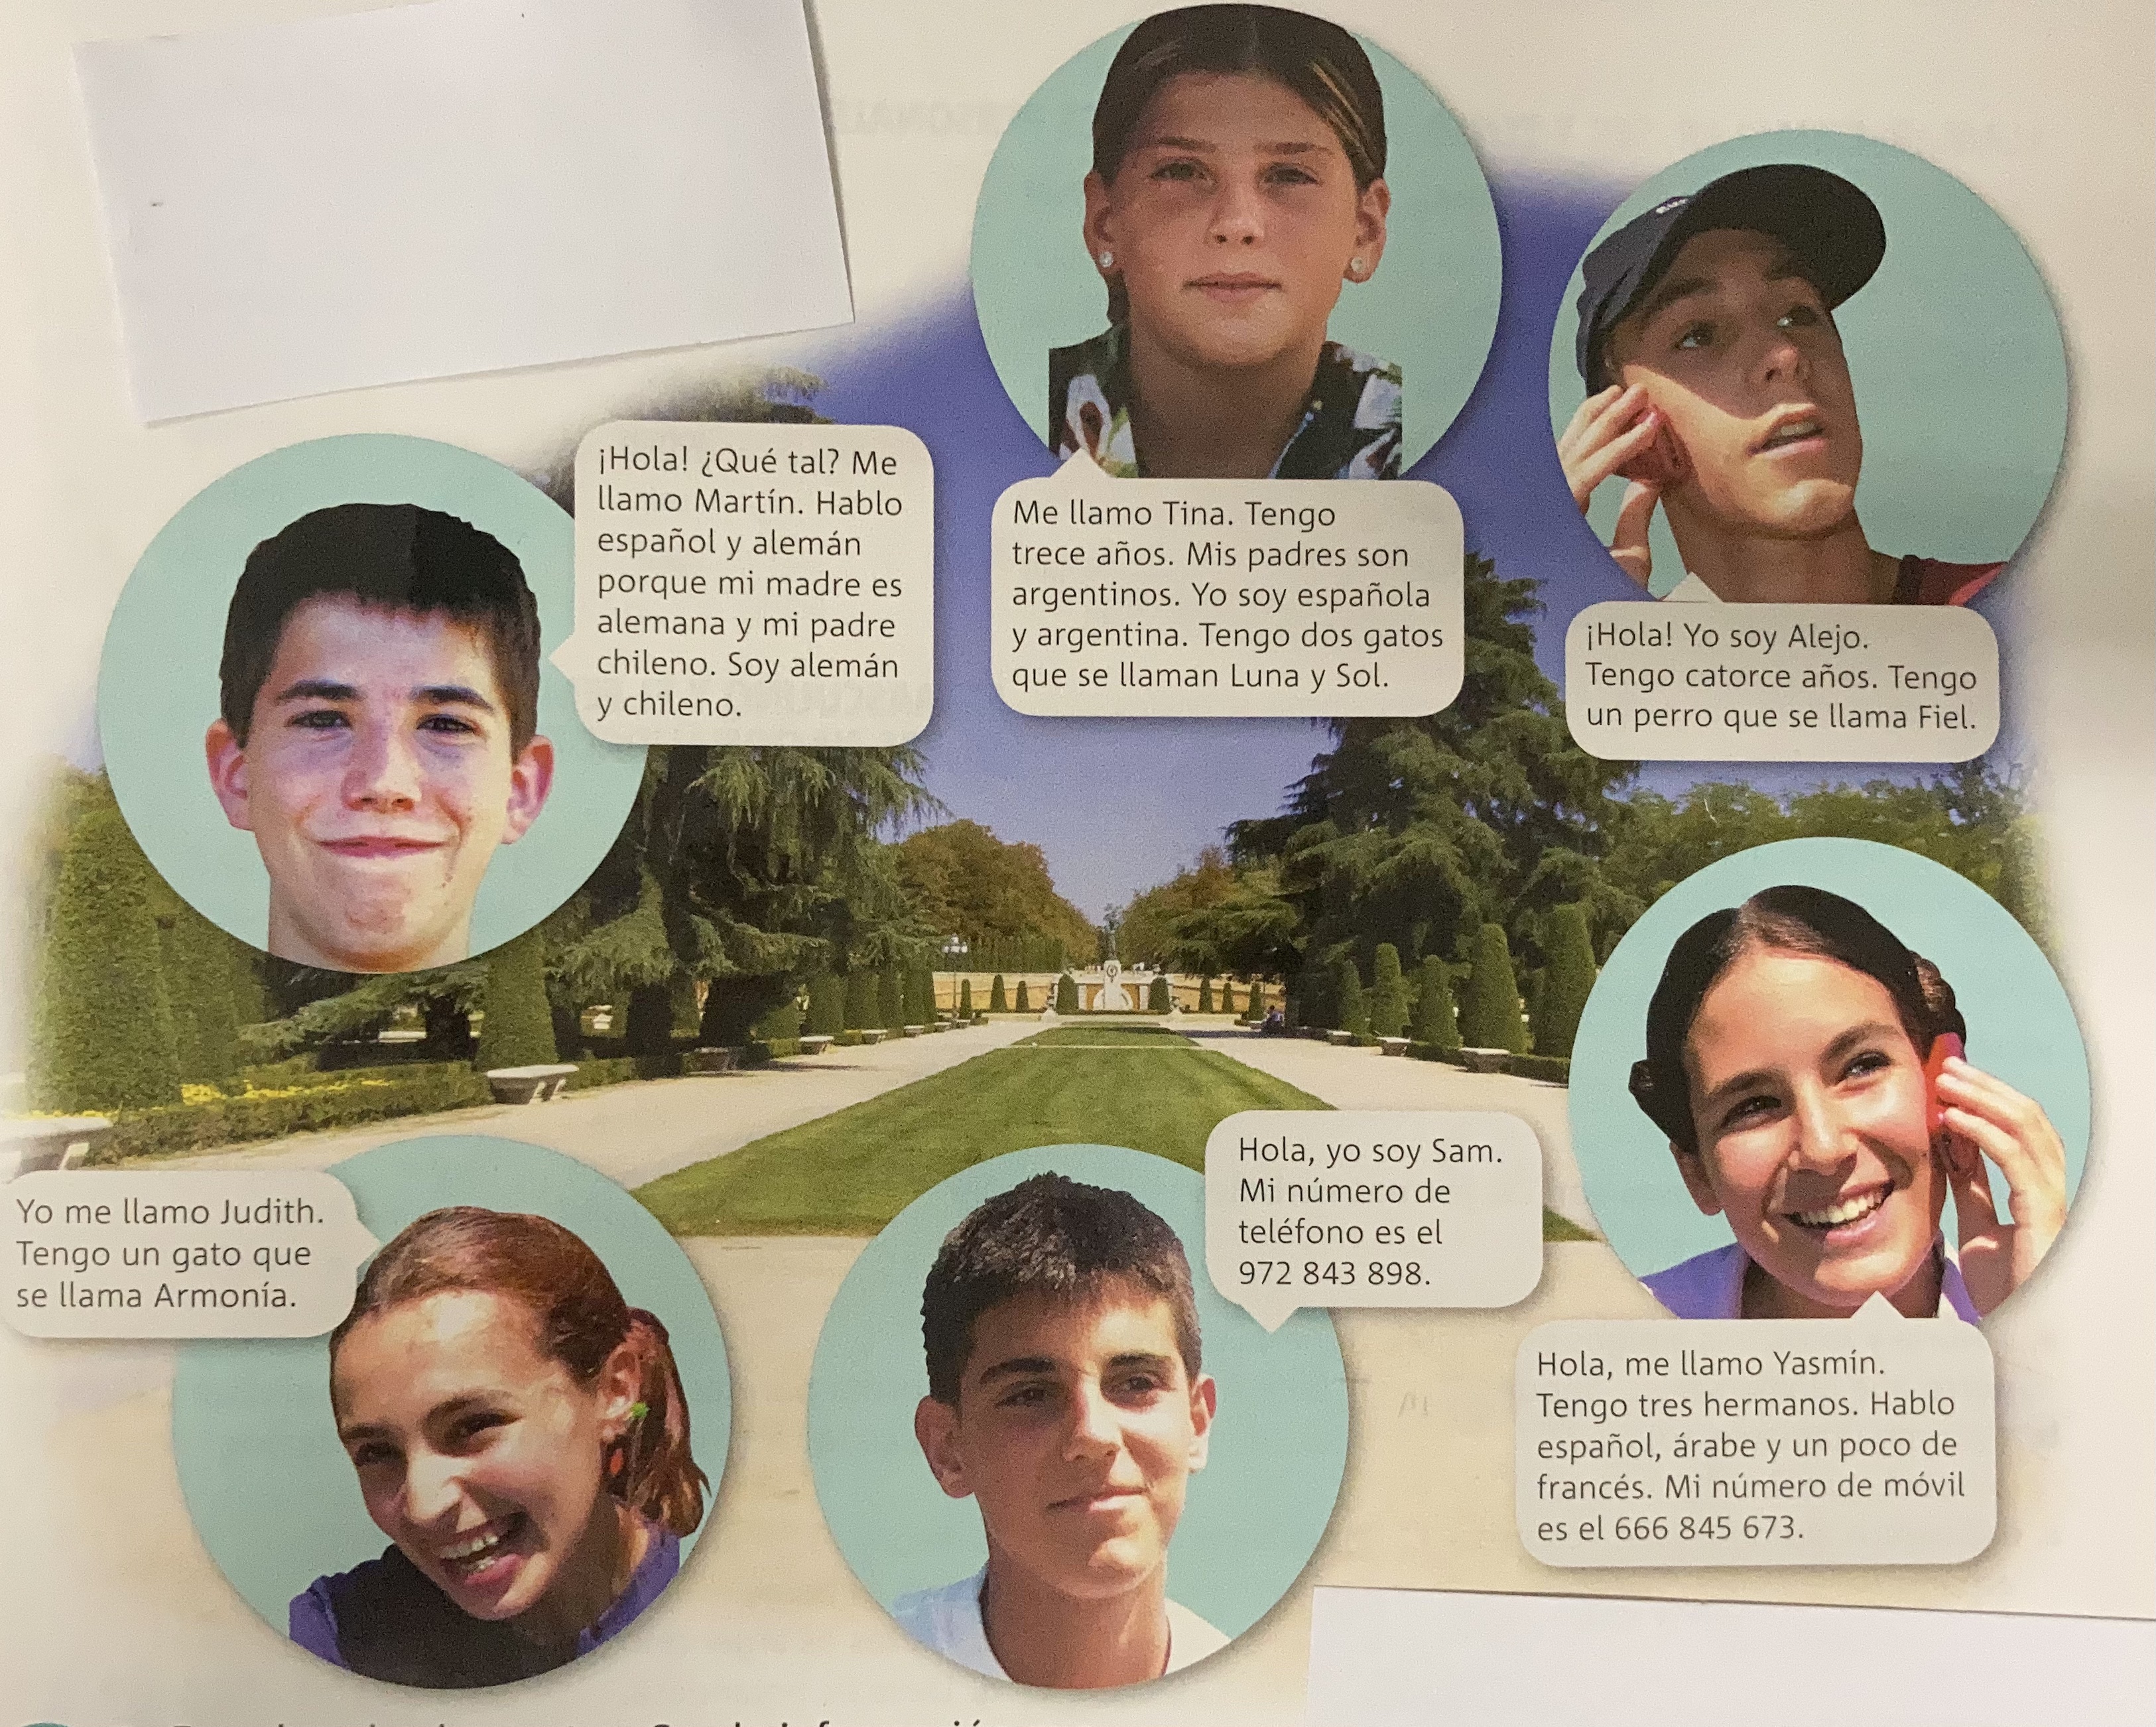 ¡Hola! ¿Qué tal? Me
llamo Martín. Hablo
español y alemán
porque mi madre es
alemana y mi padre
chileno. Soy alemán
y chileno.
Me llamo Tina. Tengo
trece años. Mis padres son
argentinos. Yo soy española
y argentina. Tengo dos gatos
que se llaman Luna y Sol.
¡Hola! Yo soy Alejo.
Tengo catorce años. Tengo
un perro que se llama Fiel.
Yo me llamo Judith.
Tengo un gato que
se llama Armonía.
Hola, yo soy Sam.
Mi número de
teléfono es el
972 843 898.
Hola, me llamo Yasmín.
Tengo tres hermanos. Hablo
español, árabe y un poco de
francés. Mi número de móvil
es el 666 845 673.